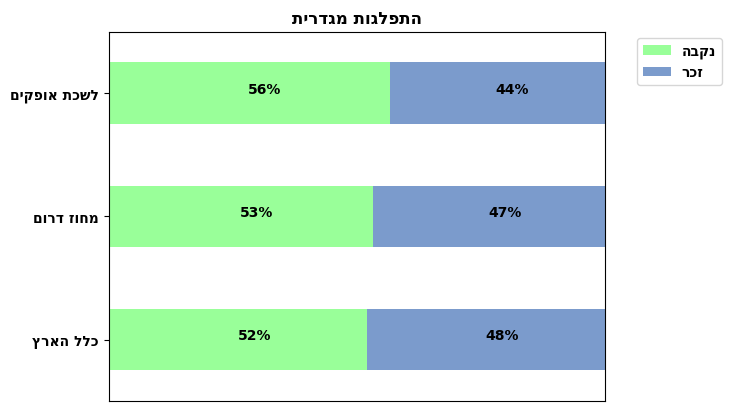 התפלגות מגדרית
נקבה
זכר
לשכת אופקים
56%
44%
מחוז דרום
53%
47%
כלל הארץ
52%
48%